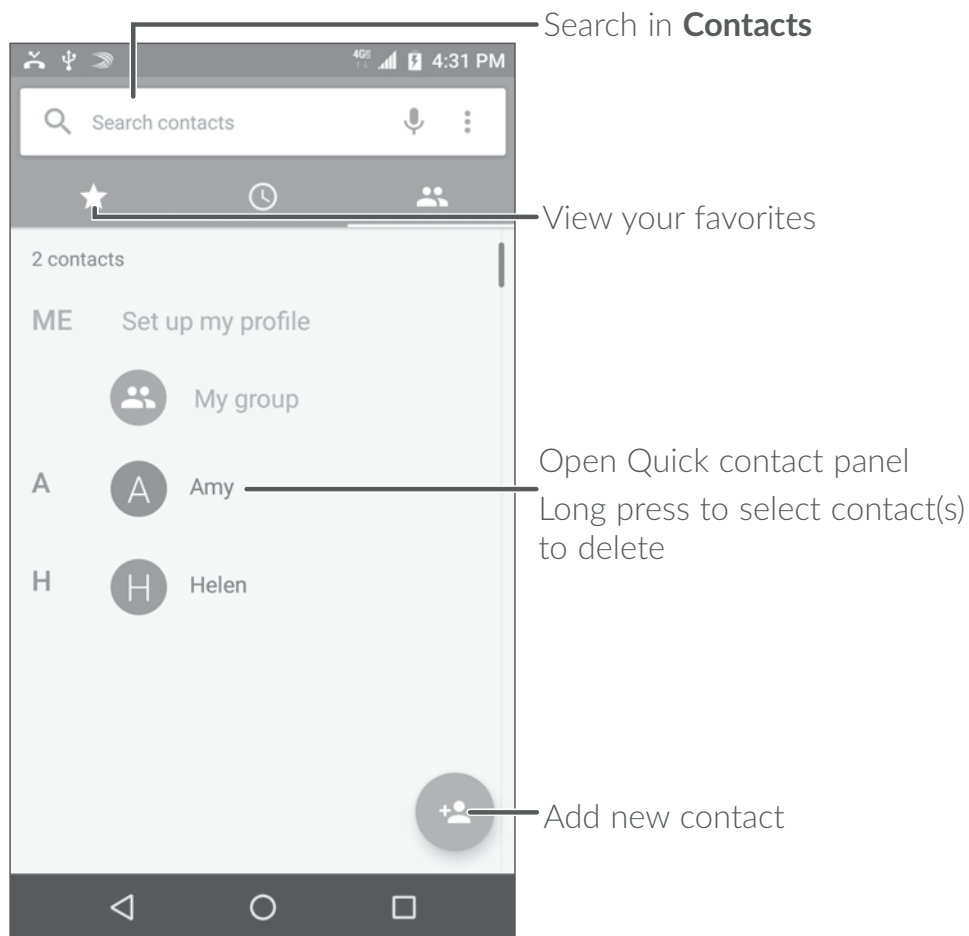 Search in Contacts
4G 4:31 PM
Search contacts
View your favorites
2 contacts
ME Set up my profile
My group
Open Quick contact panel
A A Amy
Long press to select contact(s)
to delete
H H Helen
Add new contact